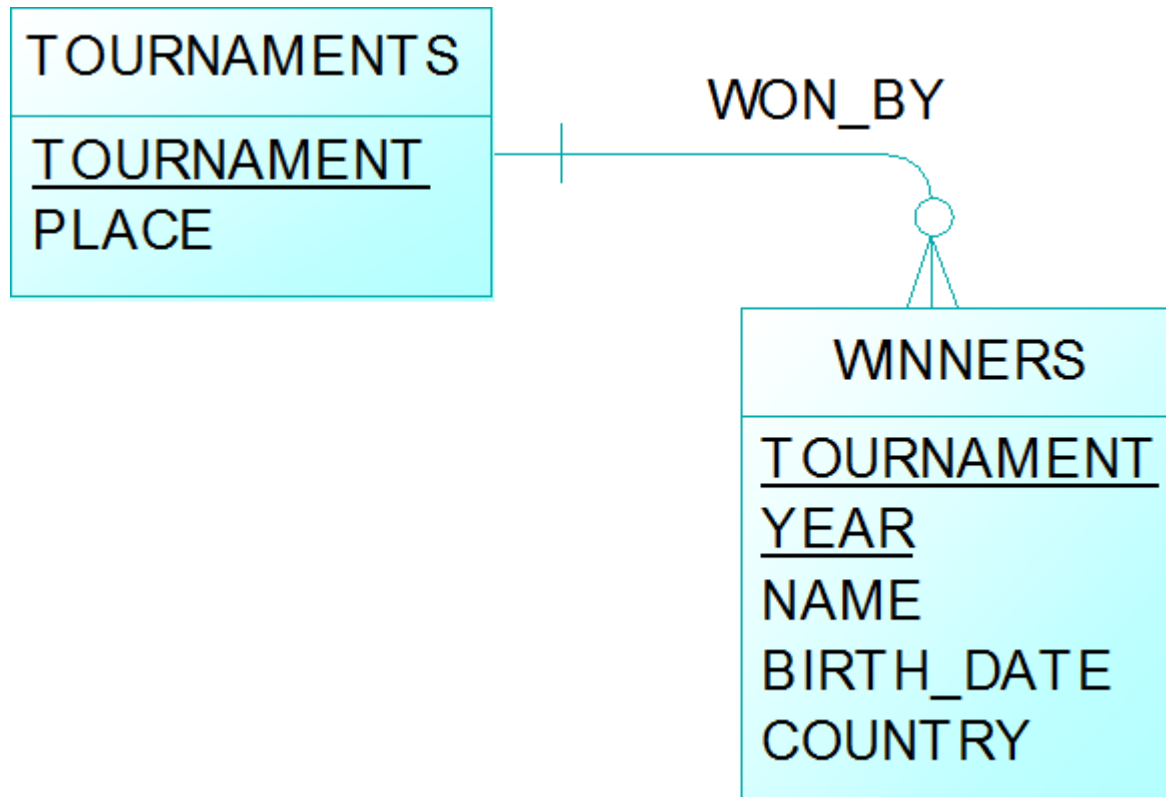 TOURNAMENTS
TOURNAMENT
PLACE
WON_BY
WINNERS
TOURNAMENT
YEAR
NAME
BIRTH_DATE
COUNTRY